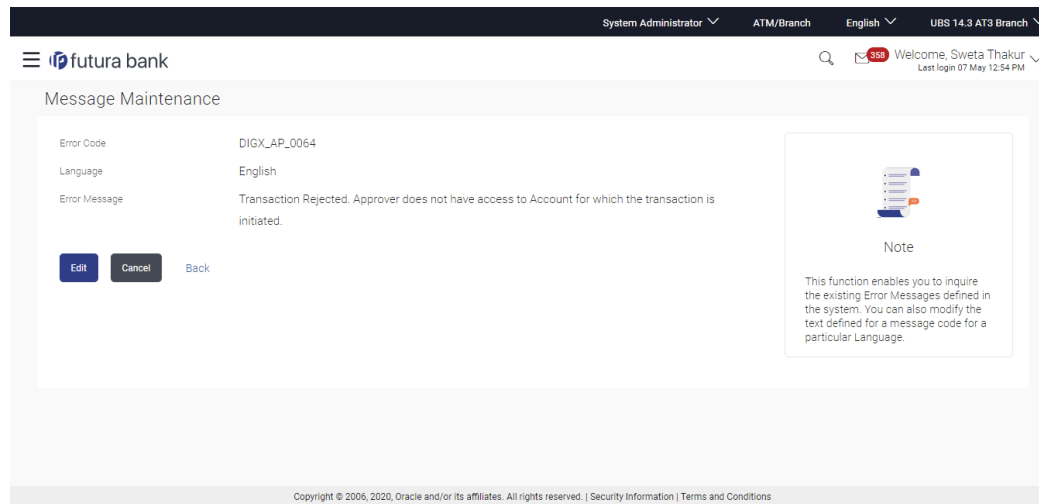 System Administrator ATM/Branch English UBS 14.3 AT3 Branch
futura bank
358 Welcome, Sweta Thakur
Last login 07 May 12:54 PM
Message Maintenance
Error Code DIGX_AP_0064
Language English
Error Message Transaction Rejected. Approver does not have access to Account for which the transaction is
initiated.
Edit Cancel Back
Note
This function enables you to inquire
the existing Error Messages defined in
the system. You can also modify the
text defined for a message code for a
particular Language.
Copyright © 2006, 2020, Oracle and/or its affiliates. All rights reserved. | Security Information | Terms and Conditions